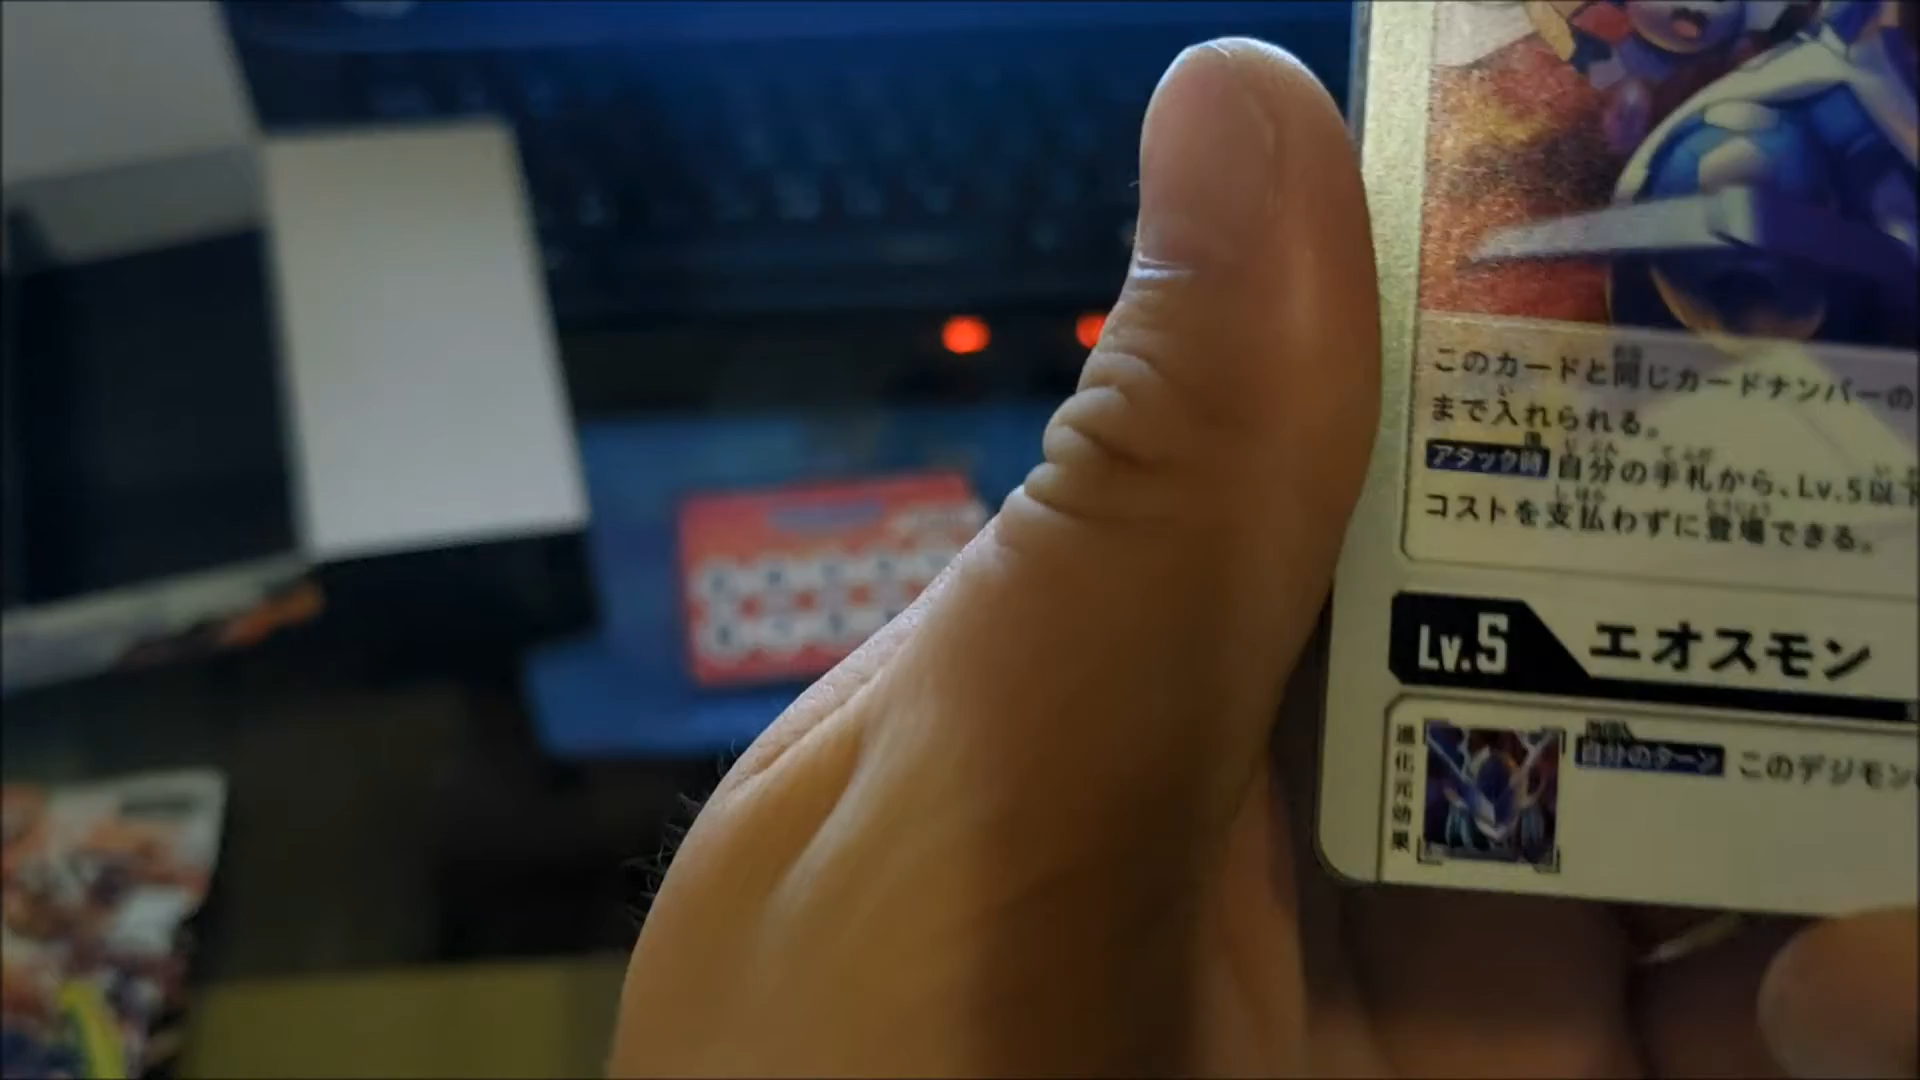 このカードと同じカードナンバーの
まで入れられる。
アタック時 自分の手札から、Lv.5以下
コストを支払わずに登場できる。
Lv.5 エオスモン
進化元効果
自分のターン このデジモン